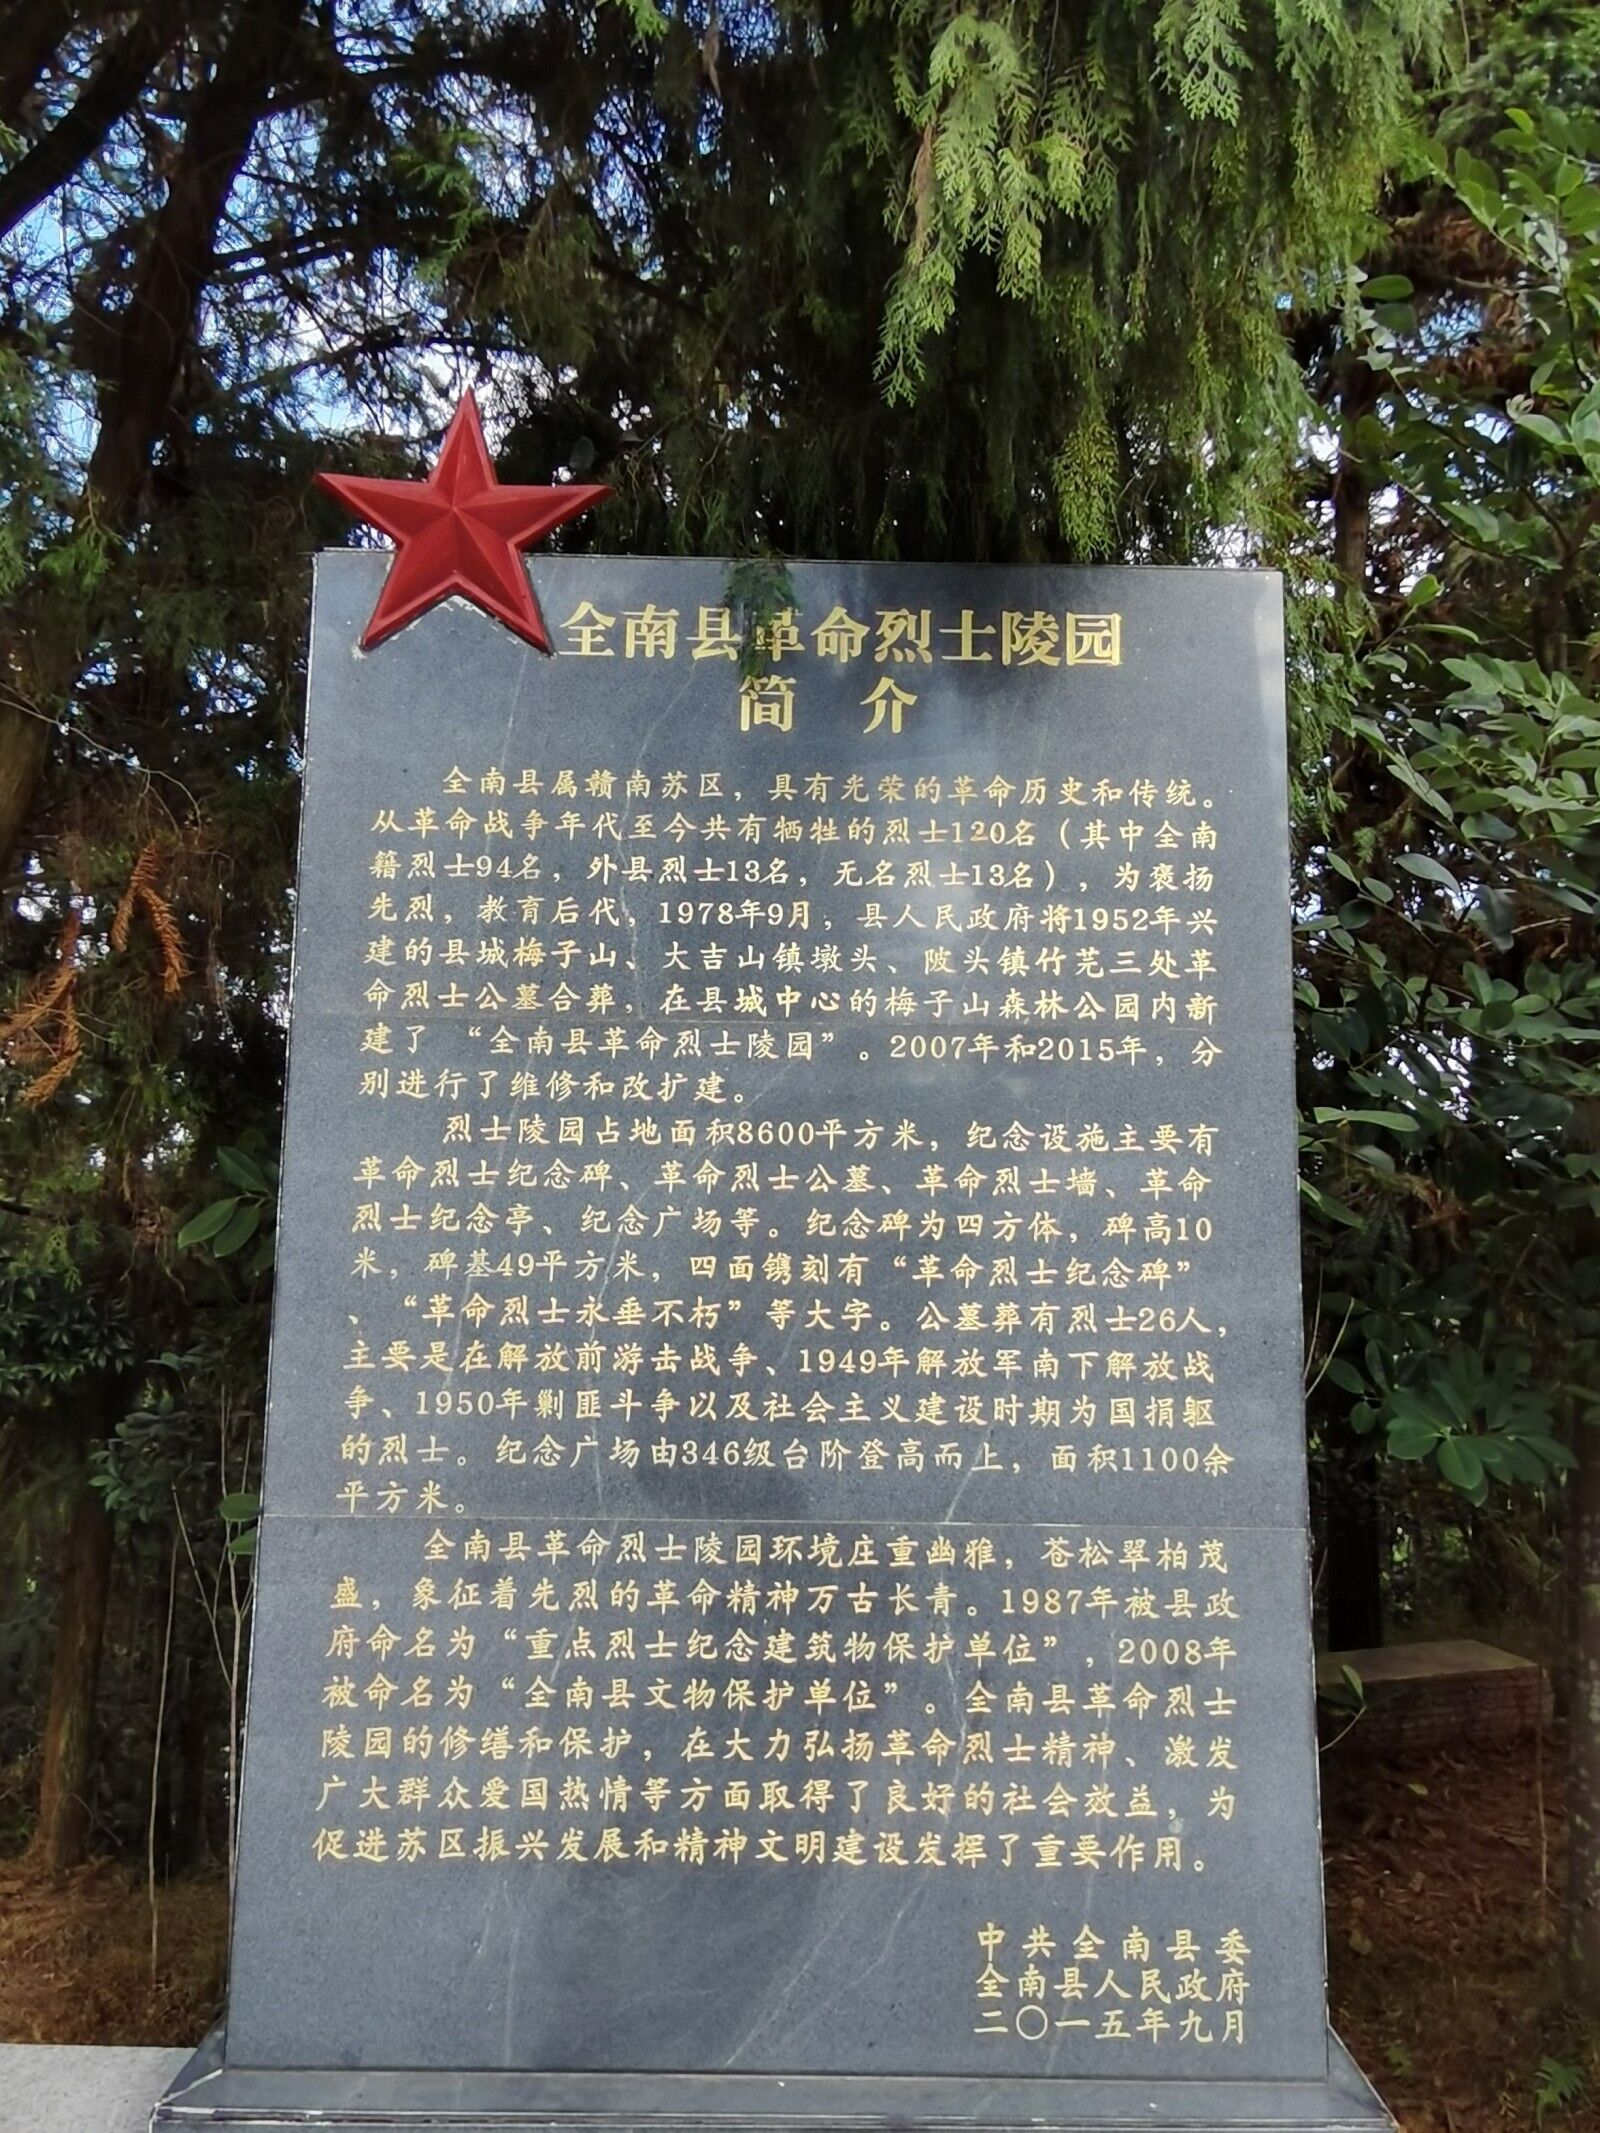 全南县革命烈士陵园
简 介
全南县属赣南苏区，具有光荣的革命历史和传统。
从革命战争年代至今共有牺牲的烈士120名（其中全南
籍烈士94名，外县烈士13名，无名烈士13名），为褒扬
先烈，教育后代，1978年9月，县人民政府将1952年兴
建的县城梅子山、大吉山镇墩头、陂头镇竹芫三处革
命烈士公墓合葬，在县城中心的梅子山森林公园内新
建了“全南县革命烈士陵园”。2007年和2015年，分
别进行了维修和改扩建。
烈士陵园占地面积8600平方米，纪念设施主要有
革命烈士纪念碑、革命烈士公墓、革命烈士墙、革命
烈士纪念亭、纪念广场等。纪念碑为四方体，碑高10
米，碑基49平方米，四面镌刻有“革命烈士纪念碑”
、“革命烈士永垂不朽”等大字。公墓葬有烈士26人，
主要是在解放前游击战争、1949年解放军南下解放战
争、1950年剿匪斗争以及社会主义建设时期为国捐躯
的烈士。纪念广场由346级台阶登高而上，面积1100余
平方米。
全南县革命烈士陵园环境庄重幽雅，苍松翠柏茂
盛，象征着先烈的革命精神万古长青。1987年被县政
府命名为“重点烈士纪念建筑物保护单位”，2008年
被命名为“全南县文物保护单位”。全南县革命烈士
陵园的修缮和保护，在大力弘扬革命烈士精神、激发
广大群众爱国热情等方面取得了良好的社会效益，为
促进苏区振兴发展和精神文明建设发挥了重要作用。
中共全南县委
全南县人民政府
二〇一五年九月